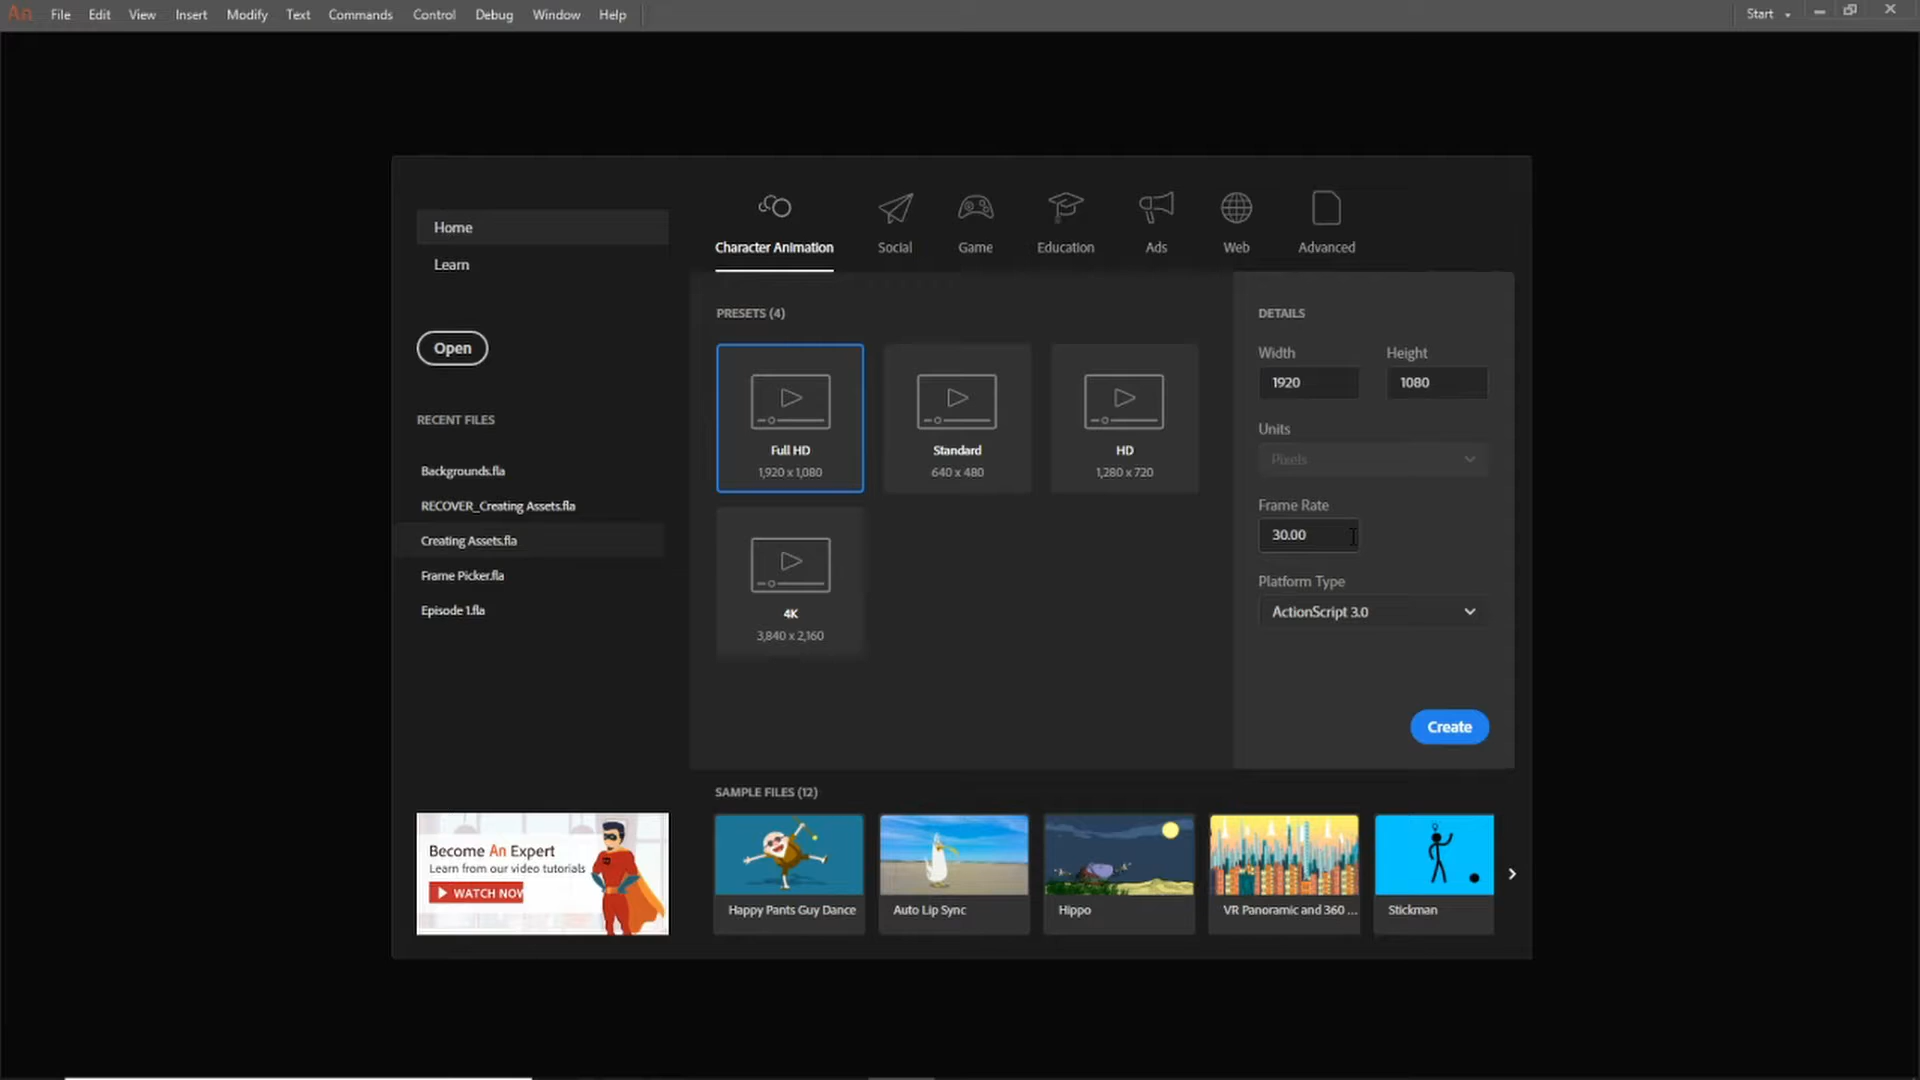 An File Edit View Insert Modify Text Commands Control Debug Window Help Start
Home
Learn
Open
RECENT FILES
Backgrounds.fla
RECOVER_Creating Assets.fla
Creating Assets.fla
Frame Picker.fla
Episode 1.fla
Become An Expert
Learn from our video tutorials
WATCH NOW
Character Animation Social Game Education Ads Web Advanced
PRESETS (4)
Full HD
1,920 x 1,080
Standard
640 x 480
HD
1,280 x 720
4K
3,840 x 2,160
DETAILS
Width Height
1920 1080
Units
Pixels
Frame Rate
30.00
Platform Type
ActionScript 3.0
Create
SAMPLE FILES (12)
Happy Pants Guy Dance
Auto Lip Sync
Hippo
VR Panoramic and 360 ...
Stickman